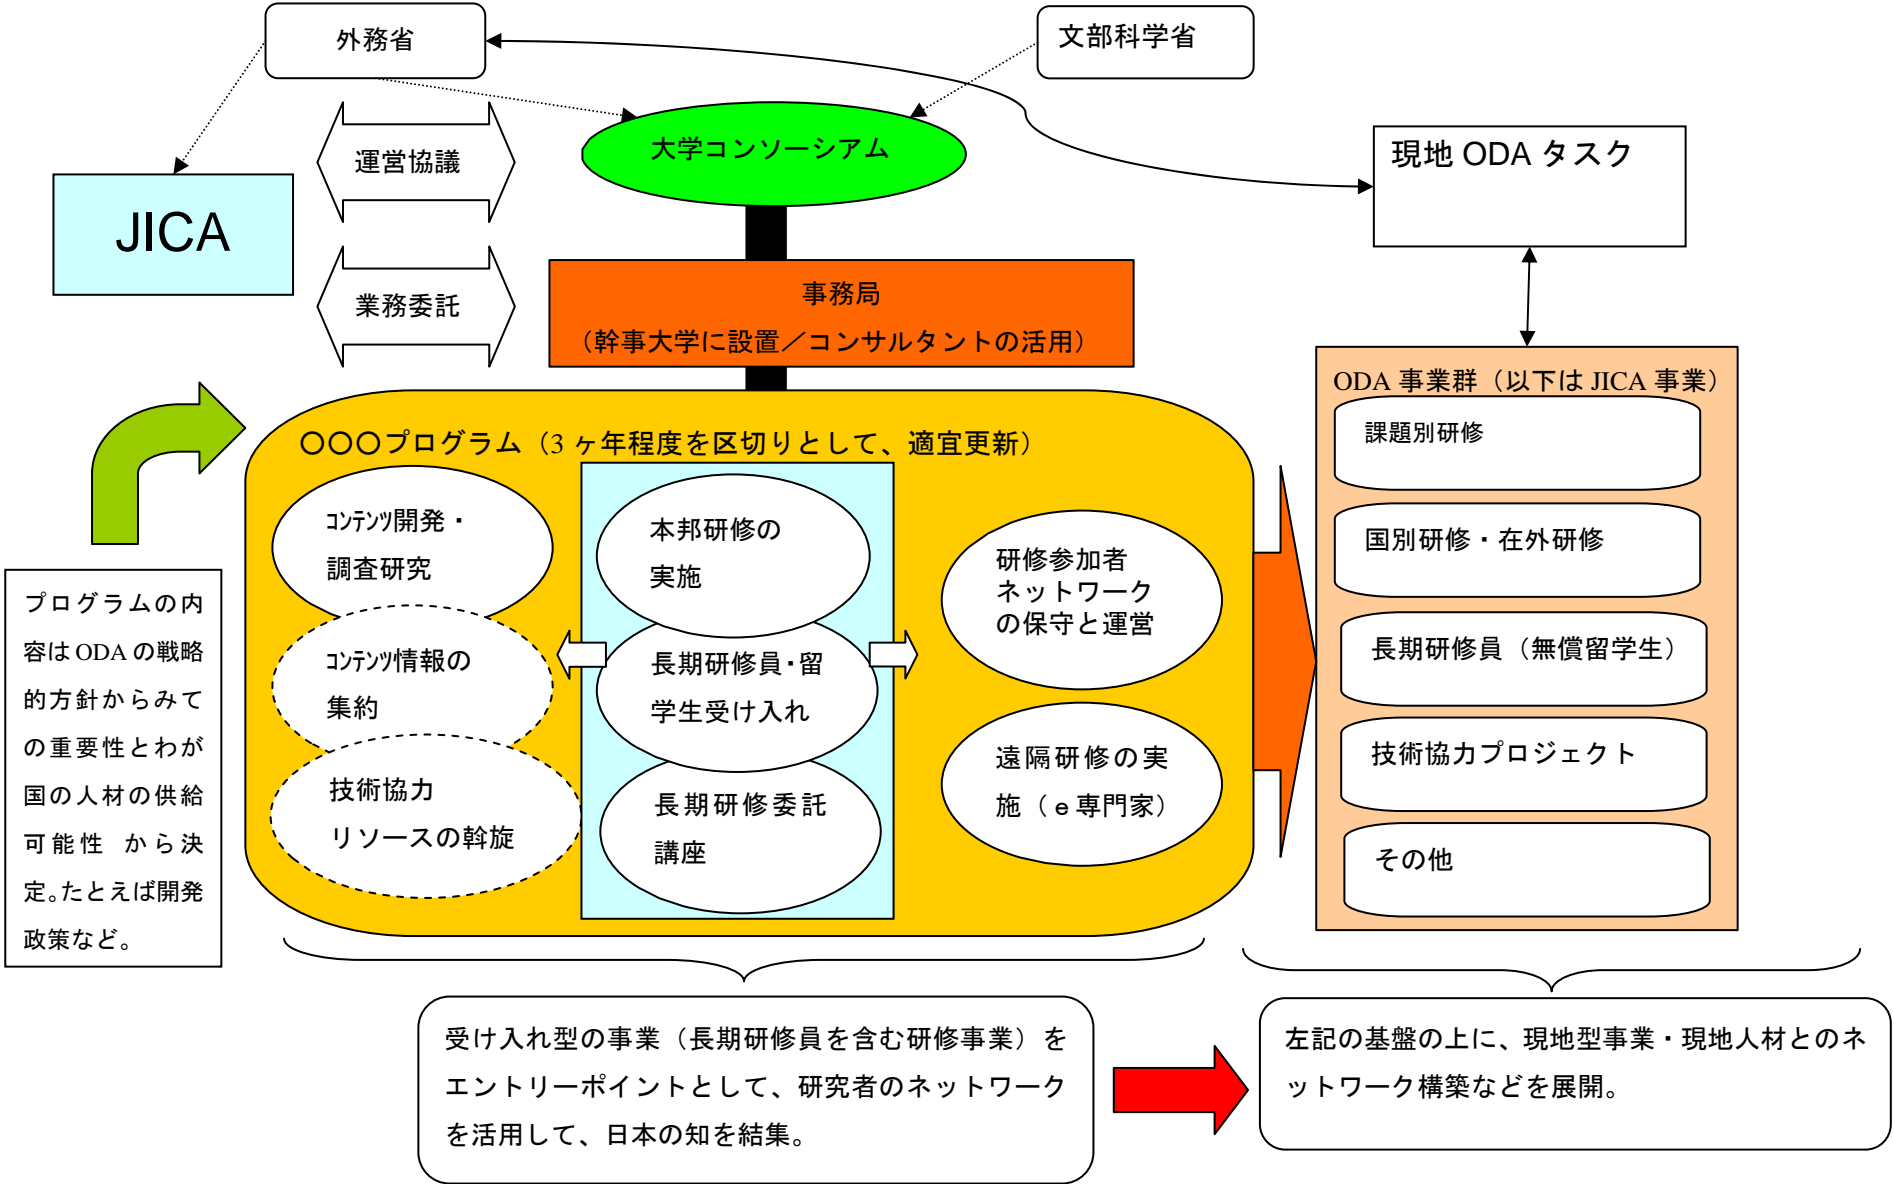 外務省
文部科学省
大学コンソーシアム
運営協議
現地 ODA タスク
JICA
業務委託
事務局
（幹事大学に設置／コンサルタントの活用）
ODA 事業群（以下は JICA 事業）
課題別研修
国別研修・在外研修
長期研修員（無償留学生）
技術協力プロジェクト
その他
〇〇〇プログラム（3 ヶ年程度を区切りとして、適宜更新）
ｺﾝﾃﾝﾂ開発・
調査研究
ｺﾝﾃﾝﾂ情報の
集約
技術協力
リソースの斡旋
本邦研修の
実施
長期研修員・留
学生受け入れ
長期研修委託
講座
研修参加者
ネットワーク
の保守と運営
遠隔研修の実
施（ｅ専門家）
プログラムの内
容は ODA の戦略
的方針からみて
の重要性とわが
国の人材の供給
可能性 から決
定。たとえば開発
政策など。
受け入れ型の事業（長期研修員を含む研修事業）を
エントリーポイントとして、研究者のネットワーク
を活用して、日本の知を結集。
左記の基盤の上に、現地型事業・現地人材とのネ
ットワーク構築などを展開。